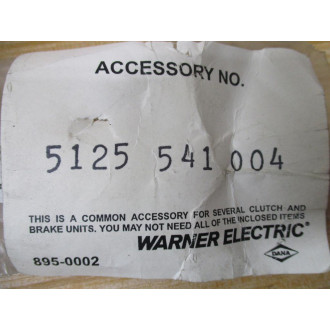 ACCESSORY NO.
5125 541 004
THIS IS A COMMON ACCESSORY FOR SEVERAL CLUTCH AND
BRAKE UNITS. YOU MAY NOT NEED ALL OF THE INCLOSED ITEMS
WARNER ELECTRIC®
DANA
895-0002